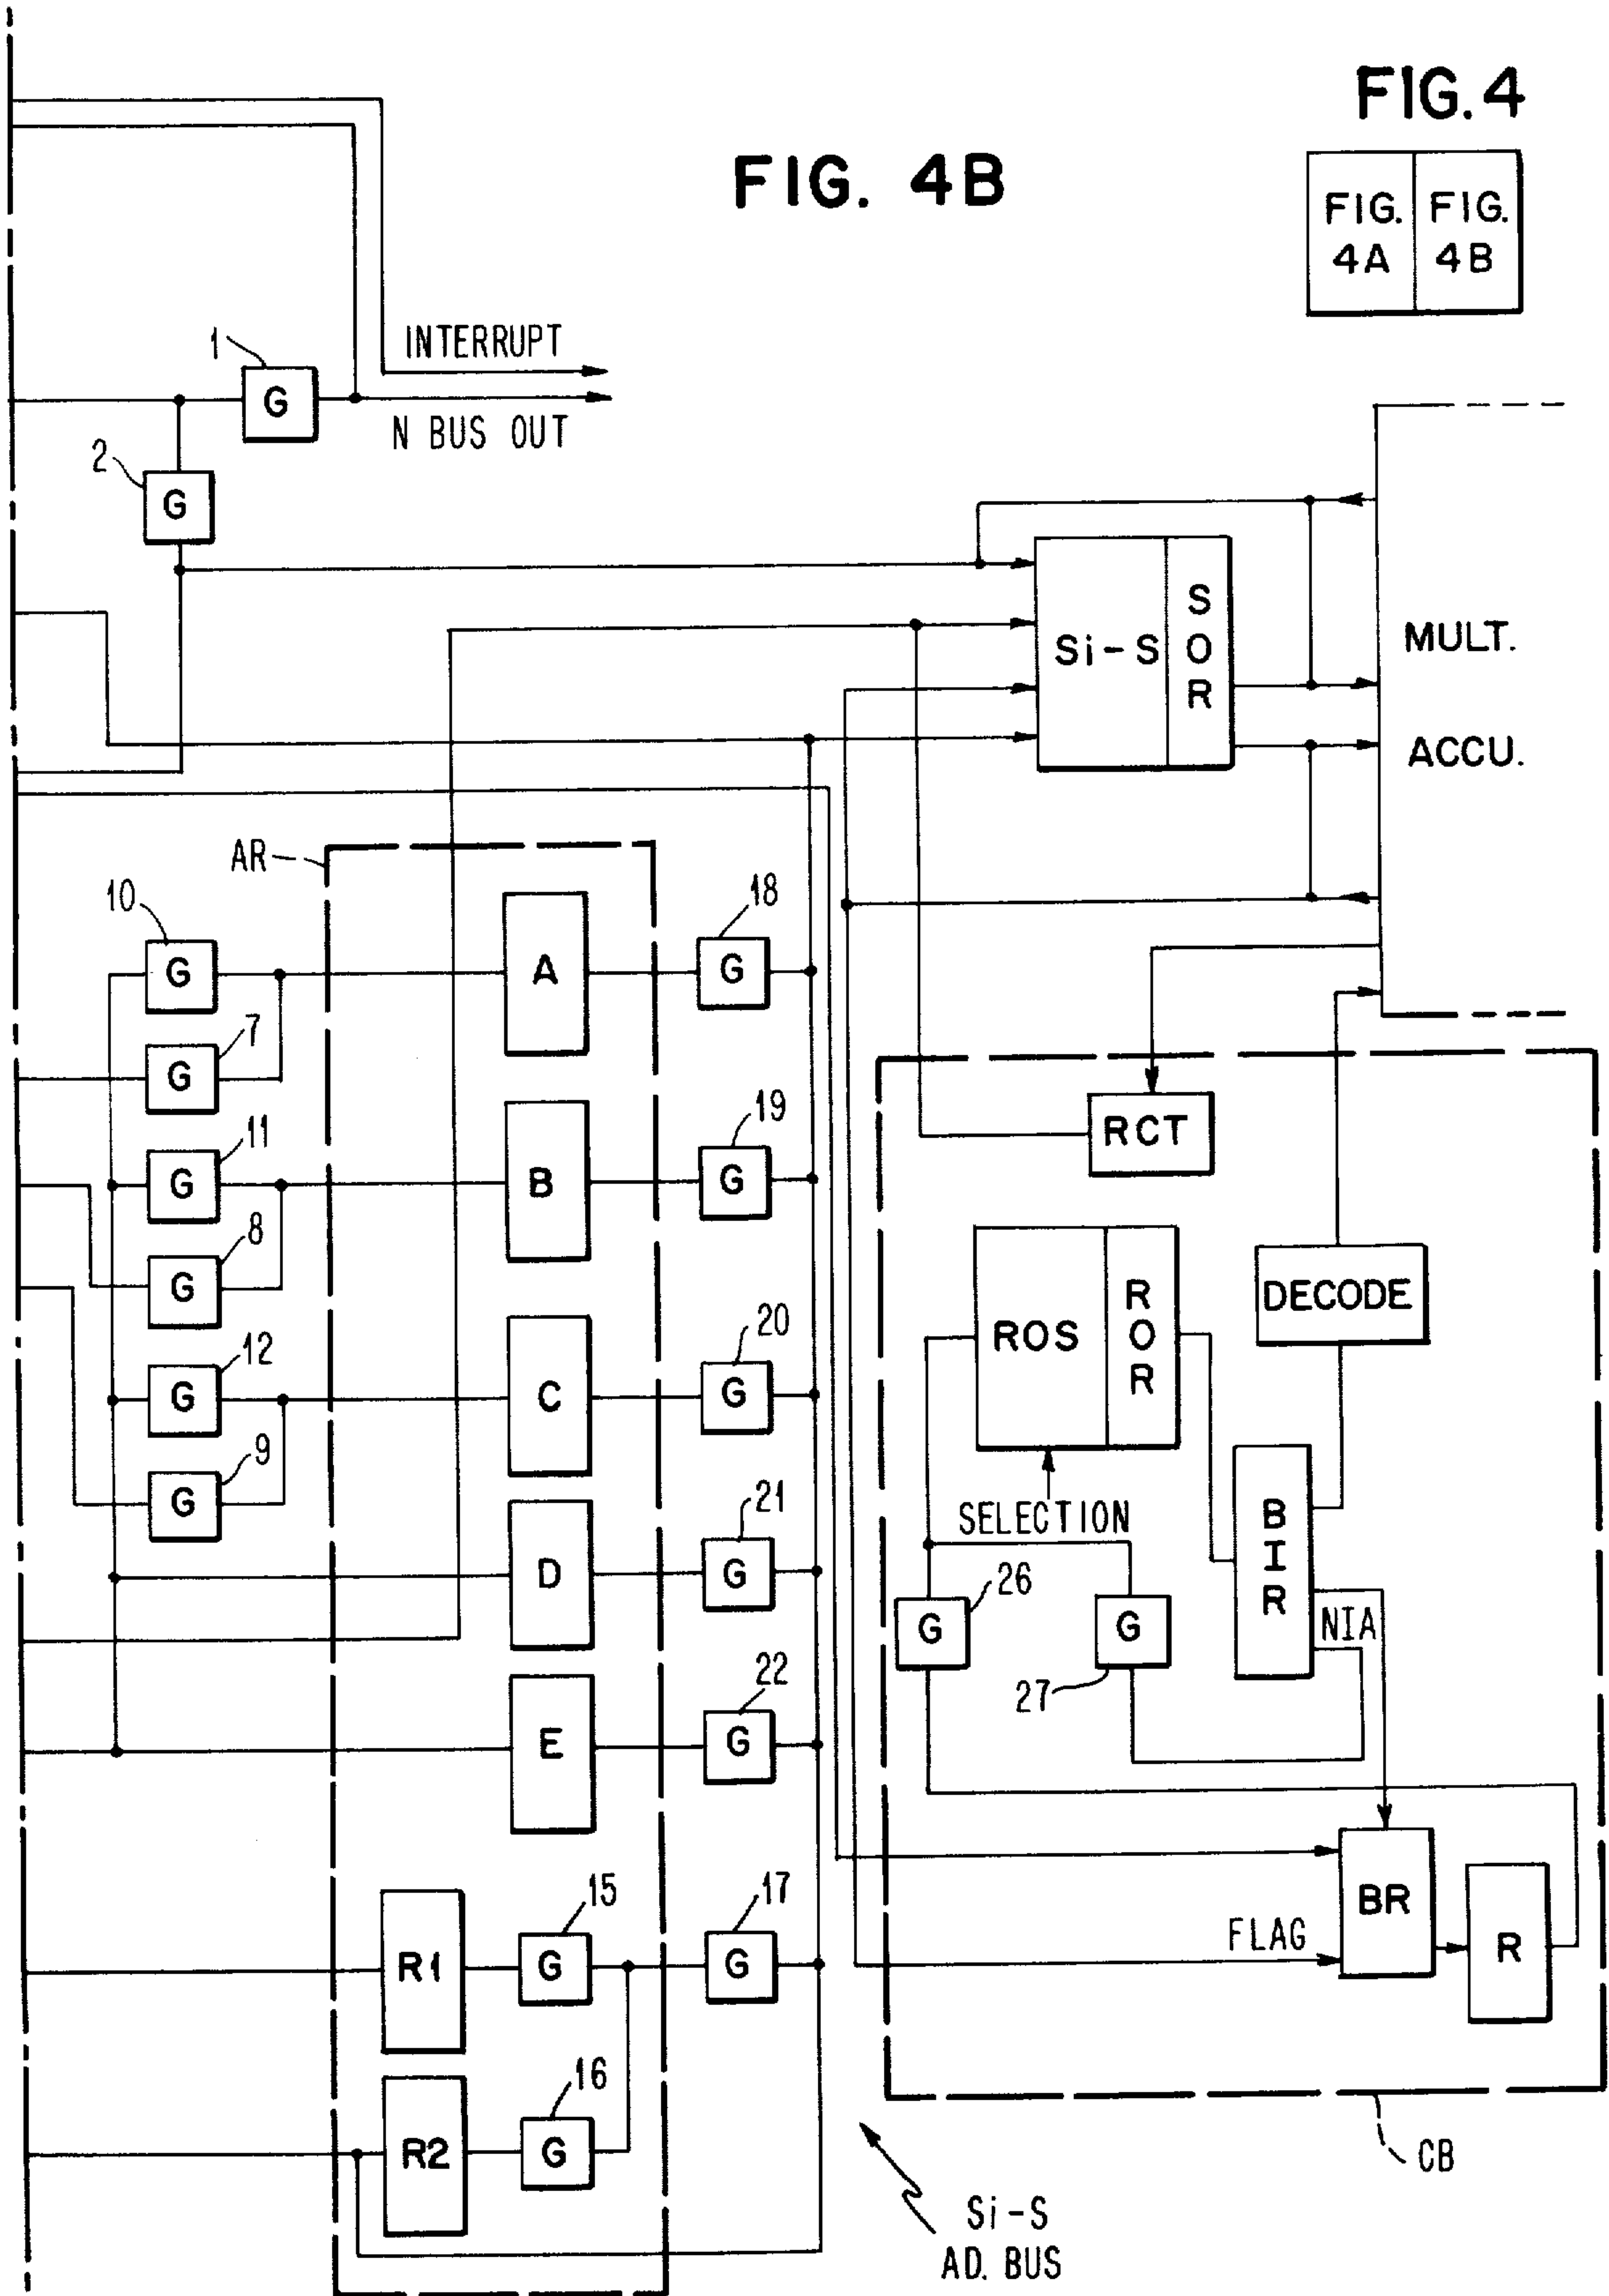 FIG. 4
FIG. 4B
FIG. 4A
FIG. 4B
INTERRUPT
1
G
N BUS OUT
2
G
Si-S
SOR
MULT.
ACCU.
AR
10
G
A
18
G
7
G
RCT
11
G
B
19
G
8
G
ROS
ROR
DECODE
12
G
C
20
G
9
G
SELECTION
BIR
D
21
G
26
G
G
27
NIA
E
22
G
BR
R
FLAG
R1
15
G
17
G
R2
16
G
CB
Si-S
AD. BUS